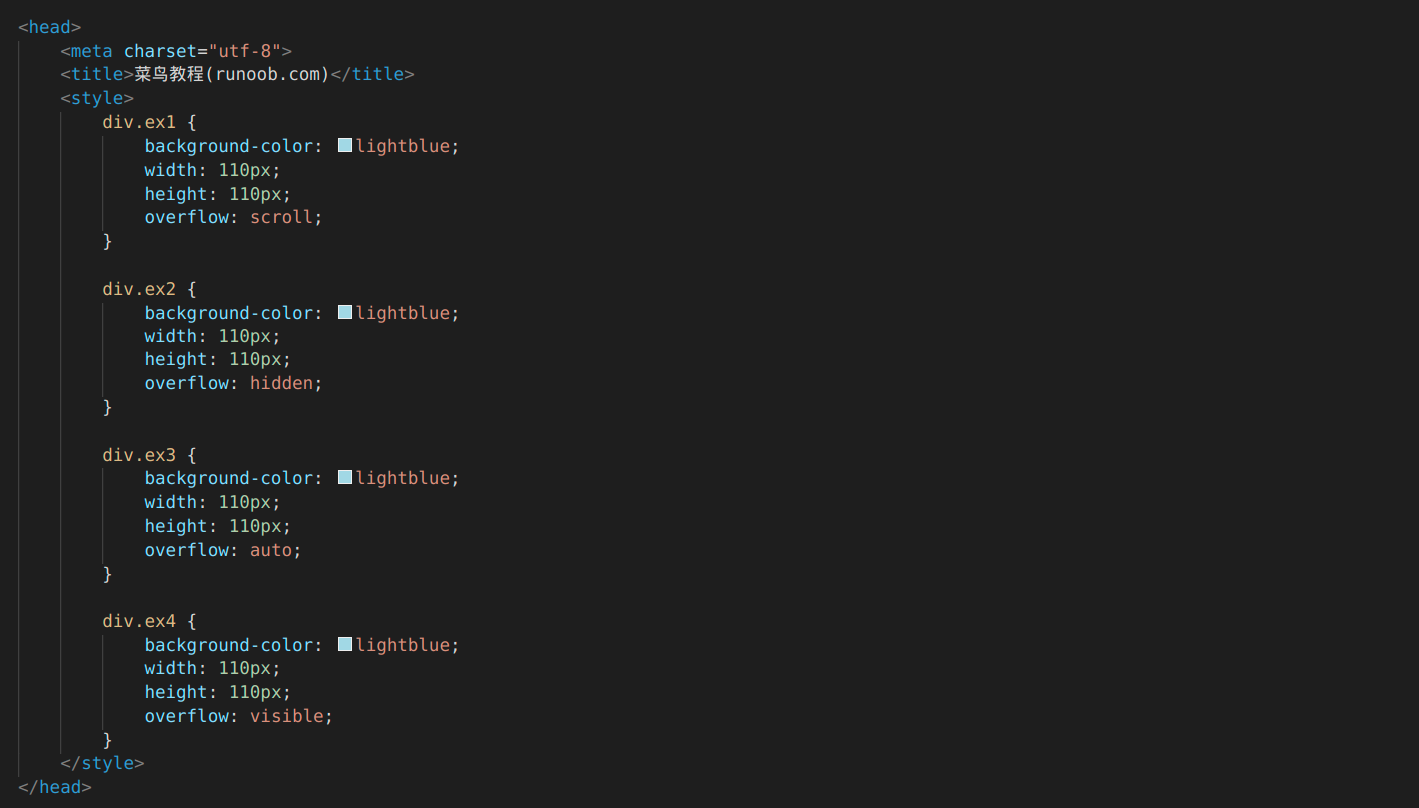 <head>
    <meta charset="utf-8">
    <title>菜鸟教程(runoob.com)</title>
    <style>
        div.ex1 {
            background-color: lightblue;
            width: 110px;
            height: 110px;
            overflow: scroll;
        }

        div.ex2 {
            background-color: lightblue;
            width: 110px;
            height: 110px;
            overflow: hidden;
        }

        div.ex3 {
            background-color: lightblue;
            width: 110px;
            height: 110px;
            overflow: auto;
        }

        div.ex4 {
            background-color: lightblue;
            width: 110px;
            height: 110px;
            overflow: visible;
        }
    </style>
</head>